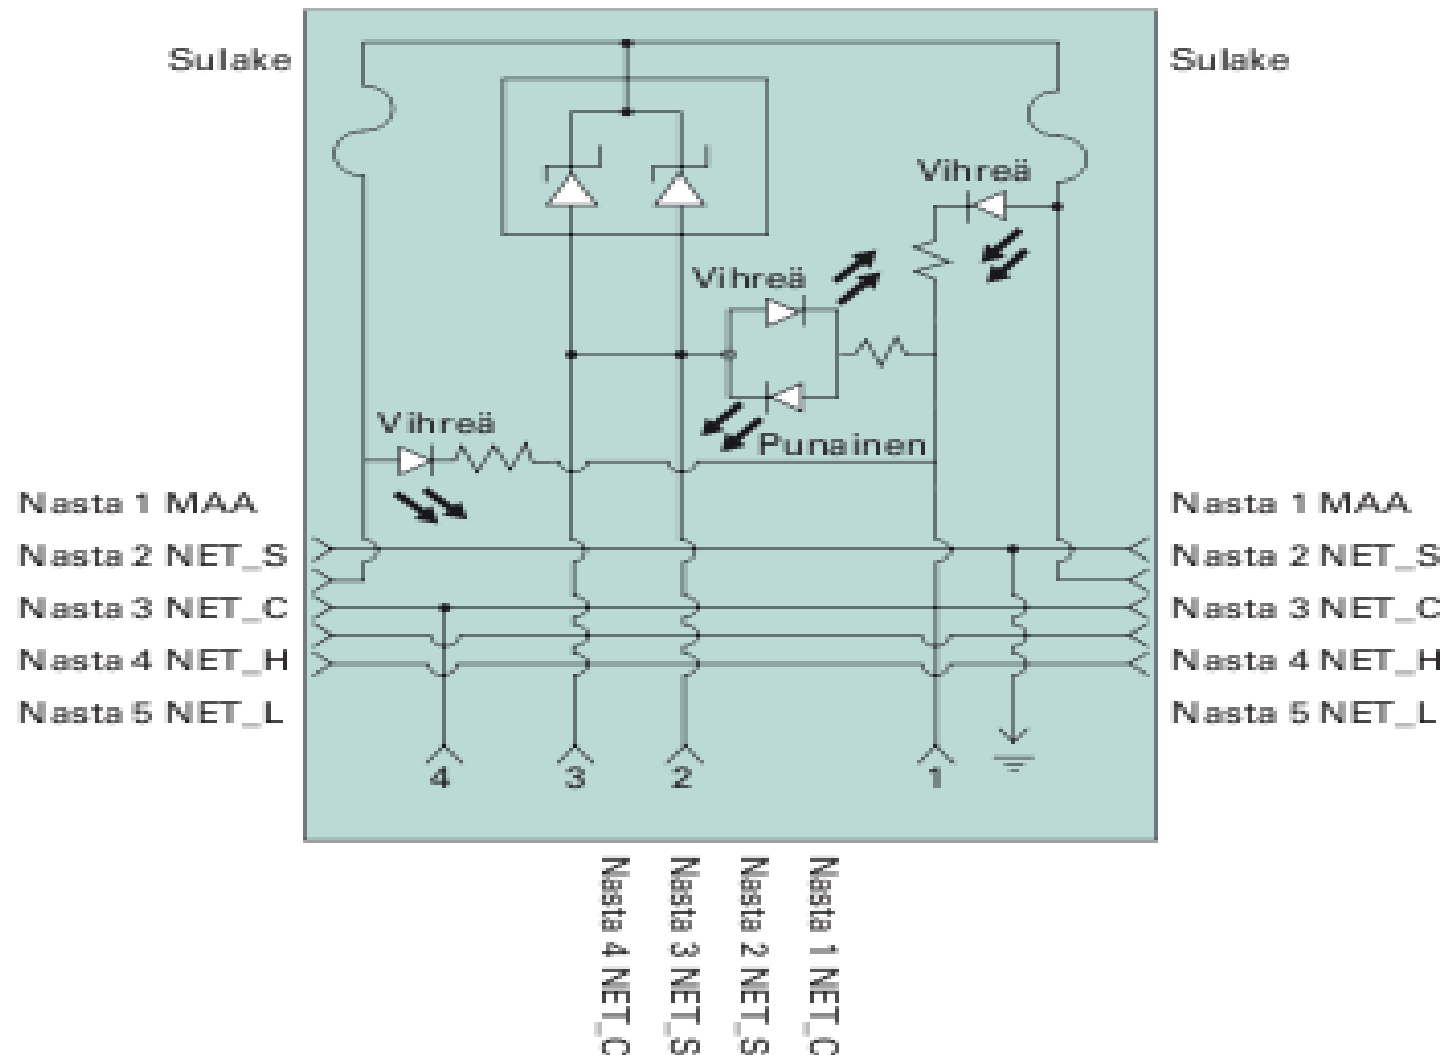 Sulake
Sulake
Vihreä
Vihreä
Vihreä
Punainen
Nasta 1 MAA
Nasta 2 NET_S
Nasta 3 NET_C
Nasta 4 NET_H
Nasta 5 NET_L
Nasta 1 MAA
Nasta 2 NET_S
Nasta 3 NET_C
Nasta 4 NET_H
Nasta 5 NET_L
4 3 2 1
Nasta 4 NET_C
Nasta 3 NET_S
Nasta 2 NET_S
Nasta 1 NET_C